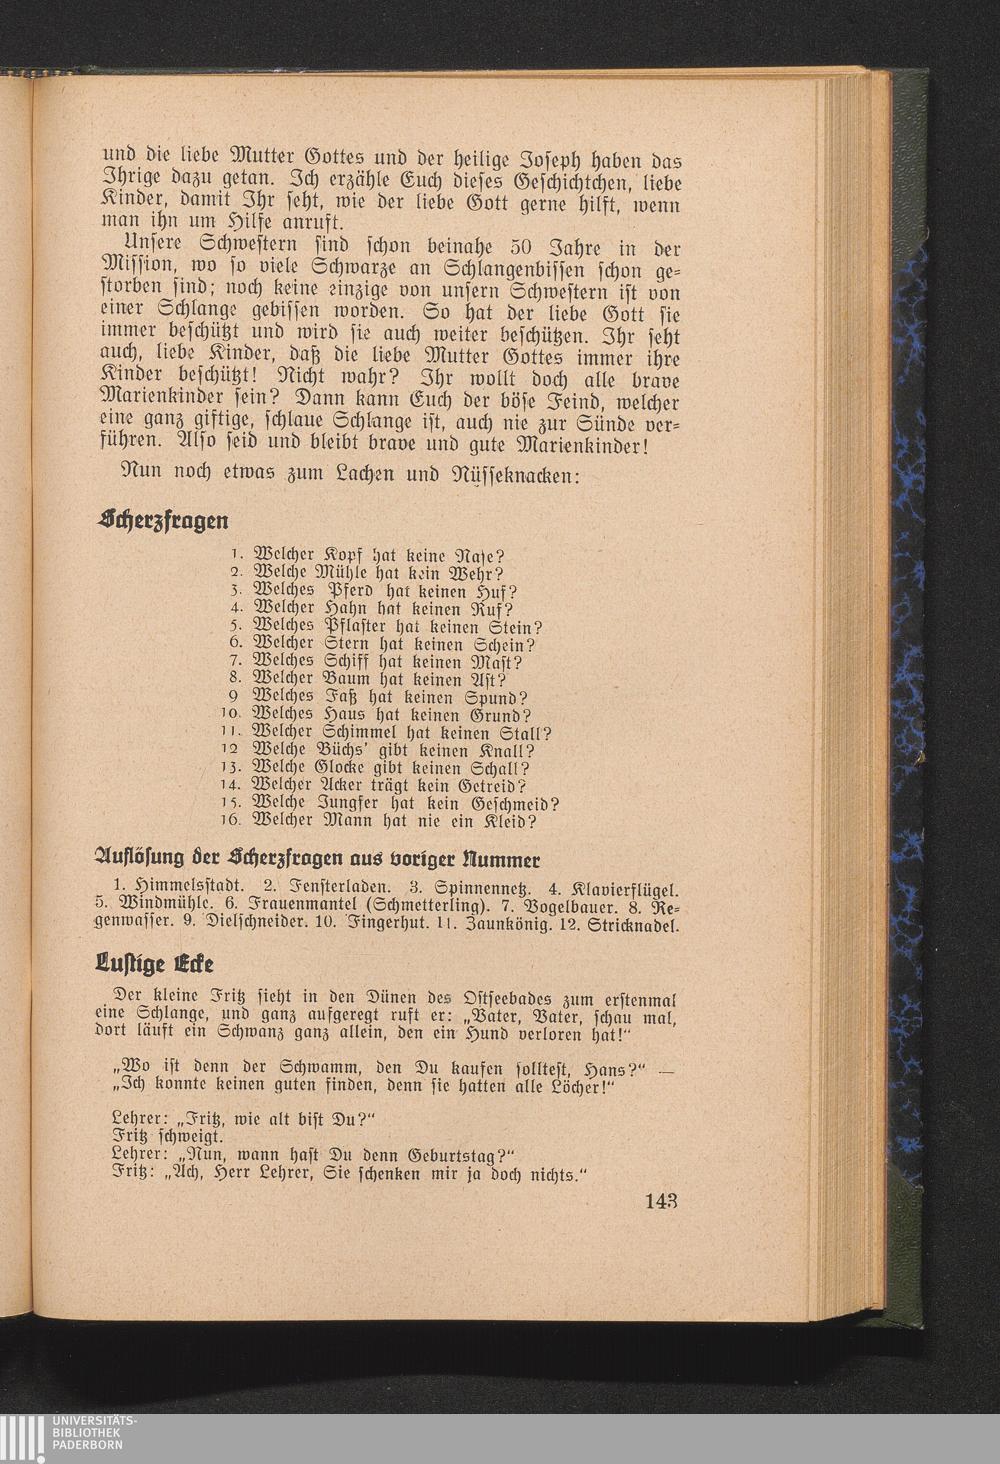 und die liebe Mutter Gottes und der heilige Joseph haben das
Ihrige dazu getan. Ich erzähle Euch dieses Geschichtchen, liebe
Kinder, damit Ihr seht, wie der liebe Gott gerne hilft, wenn
man ihn um Hilfe anruft.
Unsere Schwestern sind schon beinahe 50 Jahre in der
Mission, wo so viele Schwarze an Schlangenbissen schon ge-
storben sind; noch keine einzige von unsern Schwestern ist von
einer Schlange gebissen worden. So hat der liebe Gott sie
immer beschützt und wird sie auch weiter beschützen. Ihr seht
auch, liebe Kinder, daß die liebe Mutter Gottes immer ihre
Kinder beschützt! Nicht wahr? Ihr wollt doch alle brave
Marienkinder sein? Dann kann Euch der böse Feind, welcher
eine ganz giftige, schlaue Schlange ist, auch nie zur Sünde ver-
führen. Also seid und bleibt brave und gute Marienkinder!
Nun noch etwas zum Lachen und Nüsseknacken:
Scherzfragen
1. Welcher Kopf hat keine Nase?
2. Welche Mühle hat kein Wehr?
3. Welches Pferd hat keinen Huf?
4. Welcher Hahn hat keinen Ruf?
5. Welches Pflaster hat keinen Stein?
6. Welcher Stern hat keinen Schein?
7. Welches Schiff hat keinen Mast?
8. Welcher Baum hat keinen Ast?
9 Welches Faß hat keinen Spund?
10. Welches Haus hat keinen Grund?
11. Welcher Schimmel hat keinen Stall?
12 Welche Büchs' gibt keinen Knall?
13. Welche Glocke gibt keinen Schall?
14. Welcher Acker trägt kein Getreid?
15. Welche Jungfer hat kein Geschmeid?
16. Welcher Mann hat nie ein Kleid?
Auflösung der Scherzfragen aus voriger Nummer
1. Himmelsstadt. 2. Fensterladen. 3. Spinnennetz. 4. Klavierflügel.
5. Windmühle. 6. Frauenmantel (Schmetterling). 7. Vogelbauer. 8. Re-
genwasser. 9. Dielschneider. 10. Fingerhut. 11. Zaunkönig. 12. Stricknadel.
Lustige Ecke
Der kleine Fritz sieht in den Dünen des Ostseebades zum erstenmal
eine Schlange, und ganz aufgeregt ruft er: „Vater, Vater, schau mal,
dort läuft ein Schwanz ganz allein, den ein Hund verloren hat!“
„Wo ist denn der Schwamm, den Du kaufen solltest, Hans?“ —
„Ich konnte keinen guten finden, denn sie hatten alle Löcher!“
Lehrer: „Fritz, wie alt bist Du?“
Fritz schweigt.
Lehrer: „Nun, wann hast Du denn Geburtstag?“
Fritz: „Ach, Herr Lehrer, Sie schenken mir ja doch nichts.“
143
UNIVERSITÄTS-
BIBLIOTHEK
PADERBORN